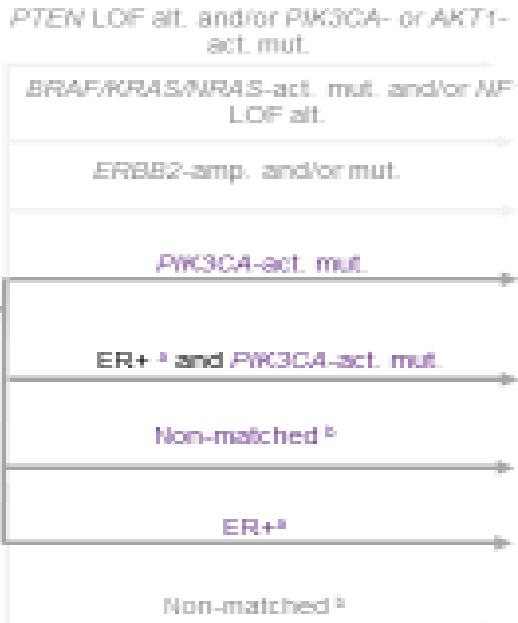 PTEN LOF alt. and/or PIK3CA- or AKT1-
act. mut.
BRAF/KRAS/NRAS-act. mut. and/or NF
LOF alt.
ERBB2-amp. and/or mut.
PIK3CA-act. mut.
ER+ ᵃ and PIK3CA-act. mut.
Non-matched ᵇ
ER+ᵃ
Non-matched ᵇ